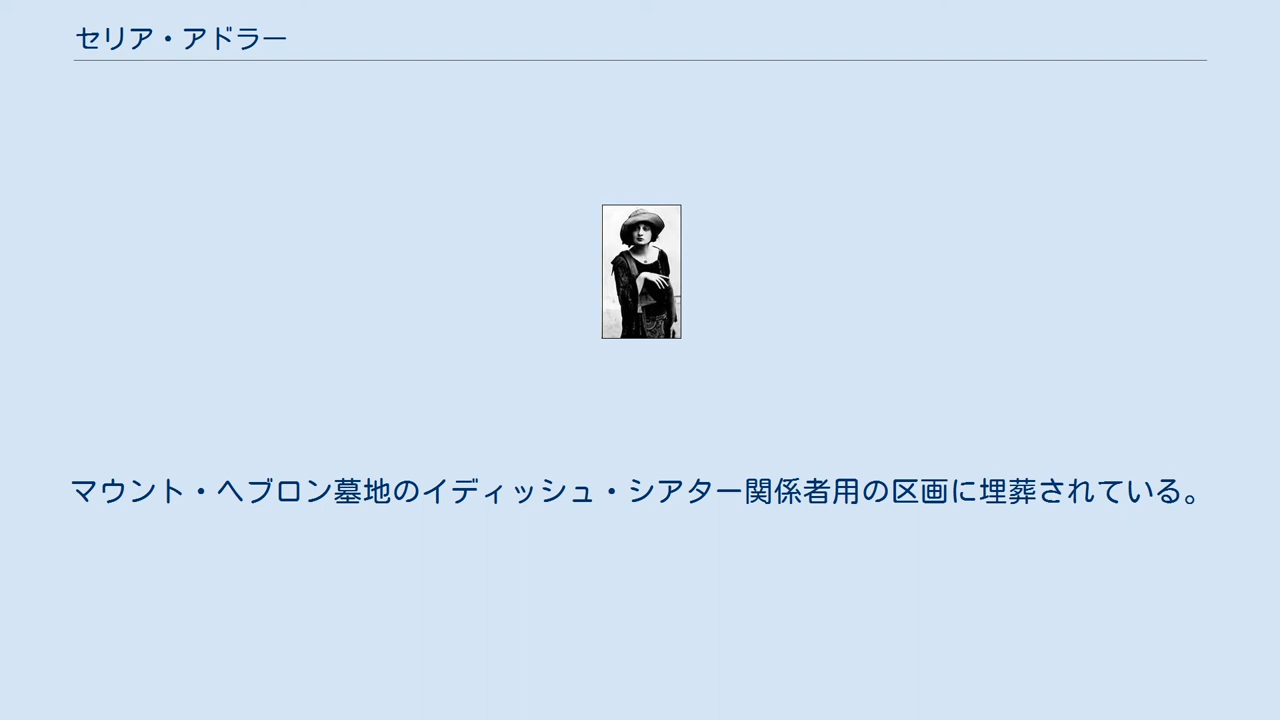 セリア・アドラー
マウント・ヘブロン墓地のイディッシュ・シアター関係者用の区画に埋葬されている。